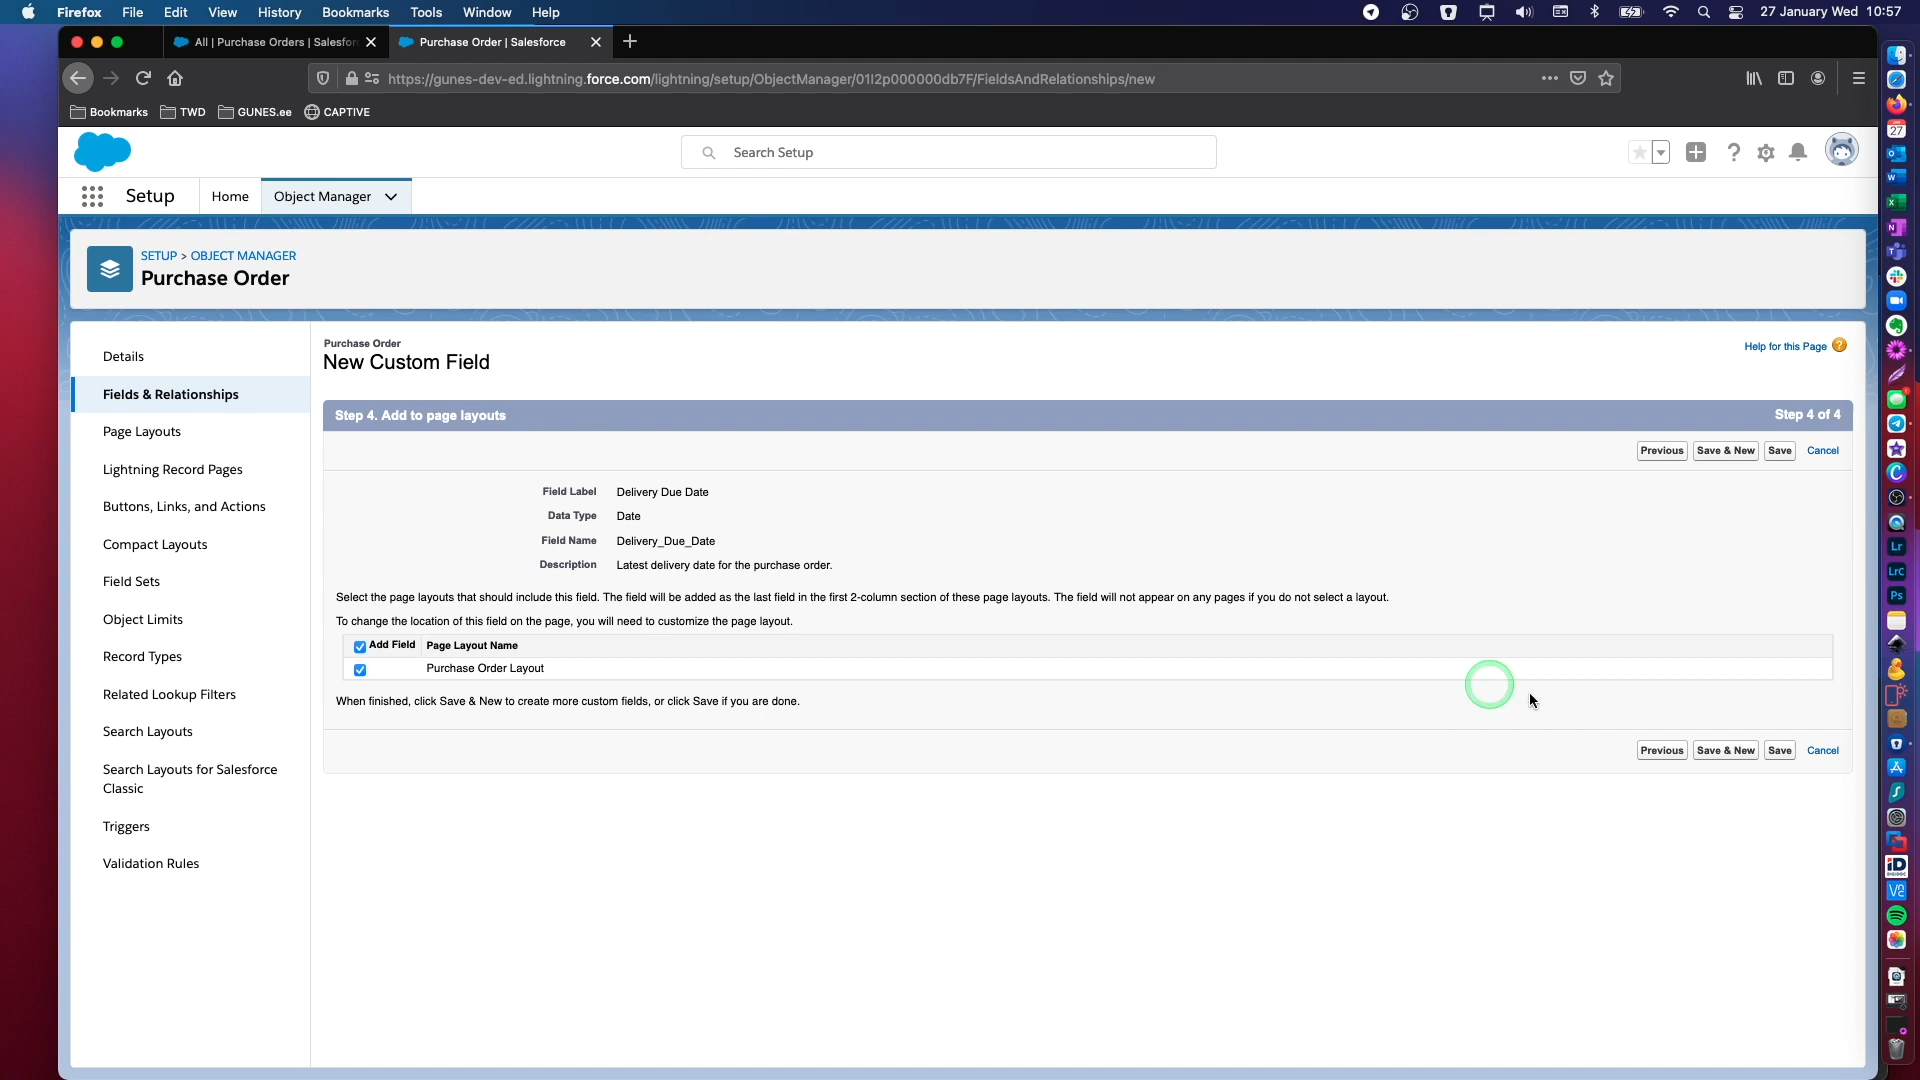 Firefox File Edit View History Bookmarks Tools Window Help
27 January Wed 10:57
All | Purchase Orders | Salesfor
Purchase Order | Salesforce
https://gunes-dev-ed.lightning.force.com/lightning/setup/ObjectManager/01I2p000000db7F/FieldsAndRelationships/new
Bookmarks TWD GUNES.ee CAPTIVE
Search Setup
Setup Home Object Manager
SETUP > OBJECT MANAGER
Purchase Order
Details
Fields & Relationships
Page Layouts
Lightning Record Pages
Buttons, Links, and Actions
Compact Layouts
Field Sets
Object Limits
Record Types
Related Lookup Filters
Search Layouts
Search Layouts for Salesforce
Classic
Triggers
Validation Rules
Purchase Order
New Custom Field
Help for this Page
Step 4. Add to page layouts
Step 4 of 4
Previous Save & New Save Cancel
Field Label Delivery Due Date
Data Type Date
Field Name Delivery_Due_Date
Description Latest delivery date for the purchase order.
Select the page layouts that should include this field. The field will be added as the last field in the first 2-column section of these page layouts. The field will not appear on any pages if you do not select a layout.
To change the location of this field on the page, you will need to customize the page layout.
Add Field Page Layout Name
Purchase Order Layout
When finished, click Save & New to create more custom fields, or click Save if you are done.
Previous Save & New Save Cancel
27
Lr
LrC
Ps
iD